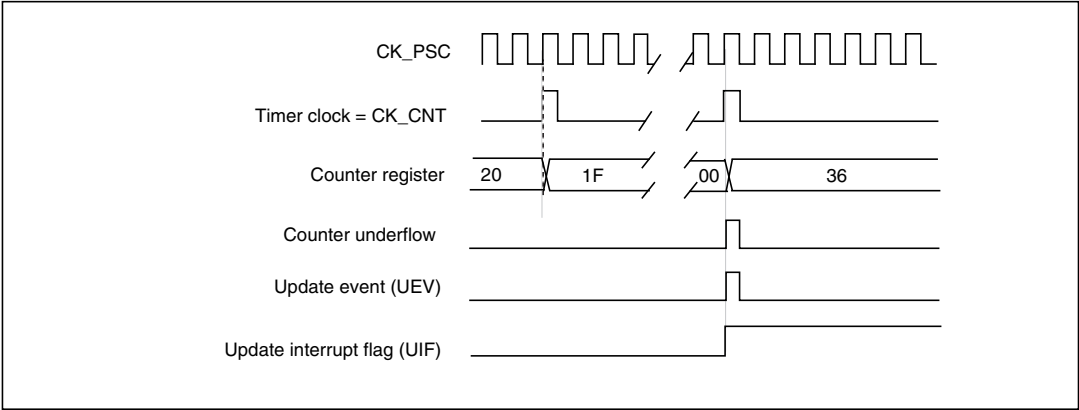 CK_PSC
Timer clock = CK_CNT
Counter register 20 1F 00 36
Counter underflow
Update event (UEV)
Update interrupt flag (UIF)